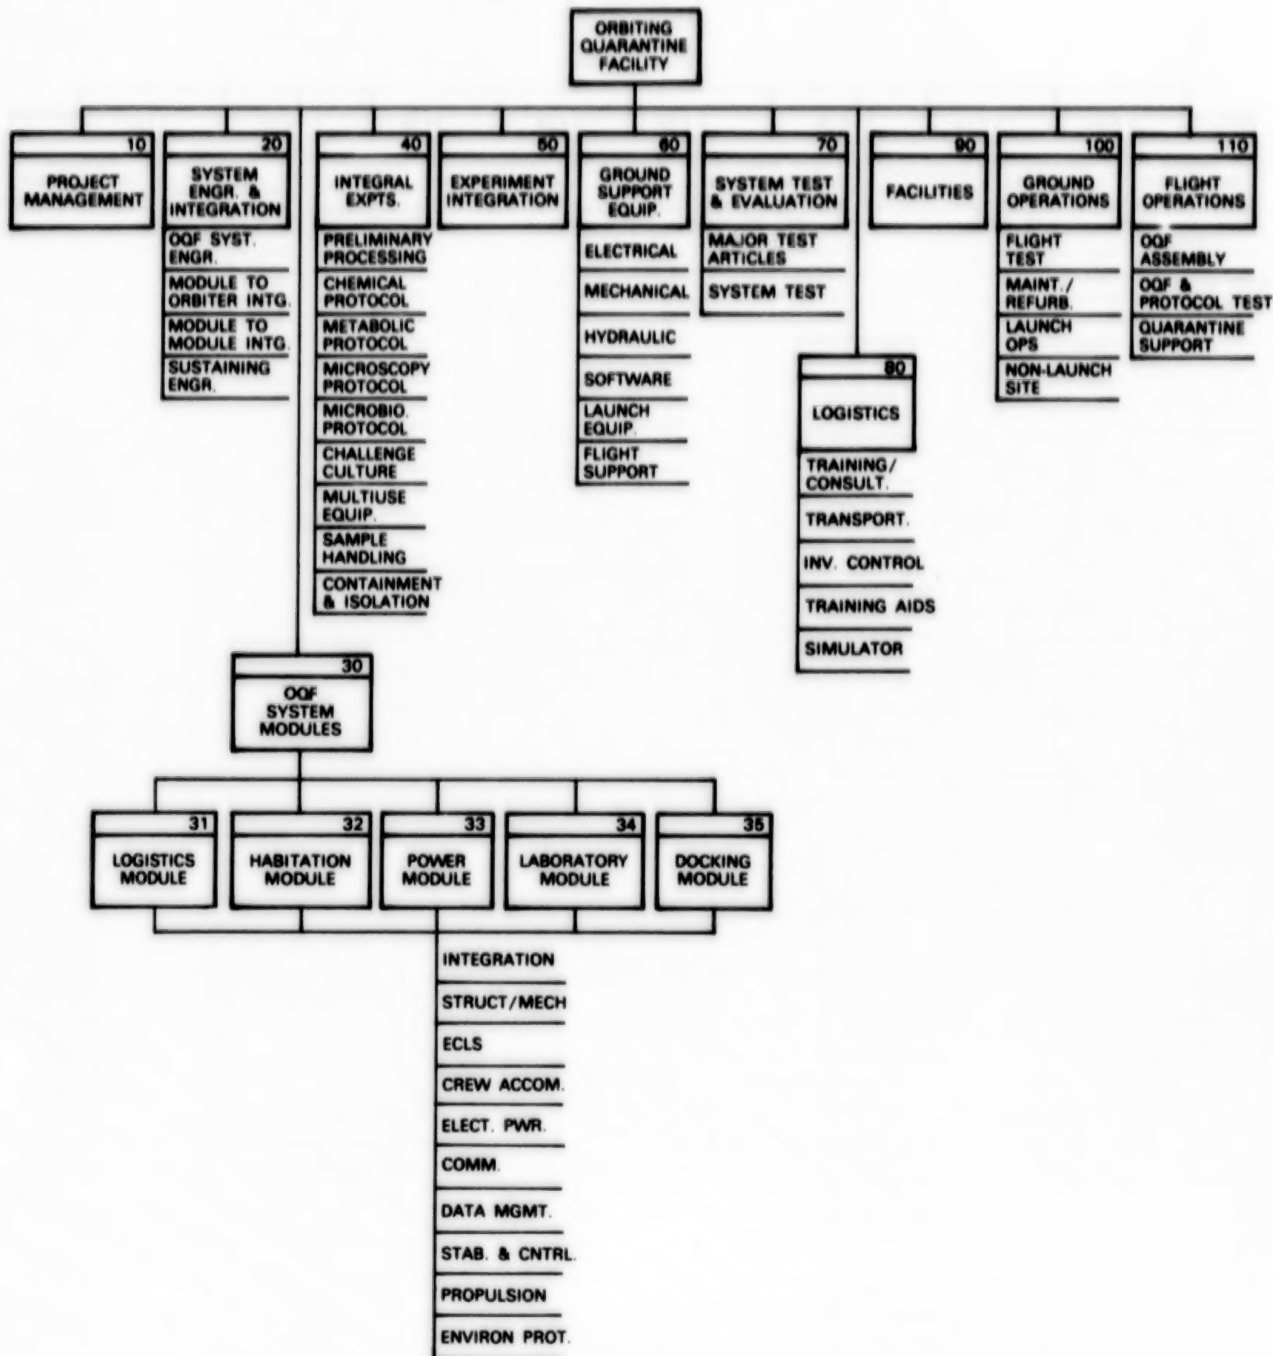 ORBITING
QUARANTINE
FACILITY
10
PROJECT
MANAGEMENT
20
SYSTEM
ENGR. &
INTEGRATION
OQF SYST.
ENGR.
MODULE TO
ORBITER INTG.
MODULE TO
MODULE INTG.
SUSTAINING
ENGR.
40
INTEGRAL
EXPTS.
PRELIMINARY
PROCESSING
CHEMICAL
PROTOCOL
METABOLIC
PROTOCOL
MICROSCOPY
PROTOCOL
MICROBIO.
PROTOCOL
CHALLENGE
CULTURE
MULTIUSE
EQUIP.
SAMPLE
HANDLING
CONTAINMENT
& ISOLATION
50
EXPERIMENT
INTEGRATION
60
GROUND
SUPPORT
EQUIP.
ELECTRICAL
MECHANICAL
HYDRAULIC
SOFTWARE
LAUNCH
EQUIP.
FLIGHT
SUPPORT
70
SYSTEM TEST
& EVALUATION
MAJOR TEST
ARTICLES
SYSTEM TEST
80
LOGISTICS
TRAINING/
CONSULT.
TRANSPORT.
INV. CONTROL
TRAINING AIDS
SIMULATOR
90
FACILITIES
100
GROUND
OPERATIONS
FLIGHT
TEST
MAINT./
REFURB.
LAUNCH
OPS
NON-LAUNCH
SITE
110
FLIGHT
OPERATIONS
OQF
ASSEMBLY
OQF &
PROTOCOL TEST
QUARANTINE
SUPPORT
30
OQF
SYSTEM
MODULES
31
LOGISTICS
MODULE
32
HABITATION
MODULE
33
POWER
MODULE
34
LABORATORY
MODULE
35
DOCKING
MODULE
INTEGRATION
STRUCT/MECH
ECLS
CREW ACCOM.
ELECT. PWR.
COMM.
DATA MGMT.
STAB. & CNTRL.
PROPULSION
ENVIRON PROT.